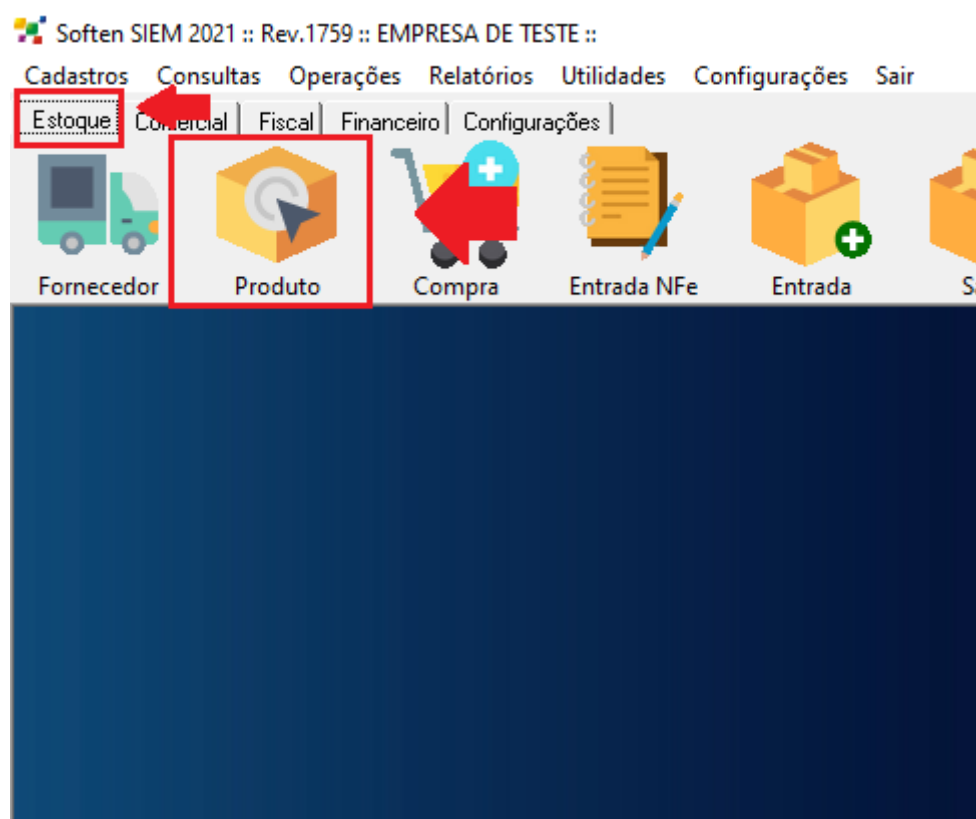 Soften SIEM 2021 :: Rev.1759 :: EMPRESA DE TESTE ::
Cadastros Consultas Operações Relatórios Utilidades Configurações Sair
Estoque Comercial Fiscal Financeiro Configurações
Fornecedor Produto Compra Entrada NFe Entrada